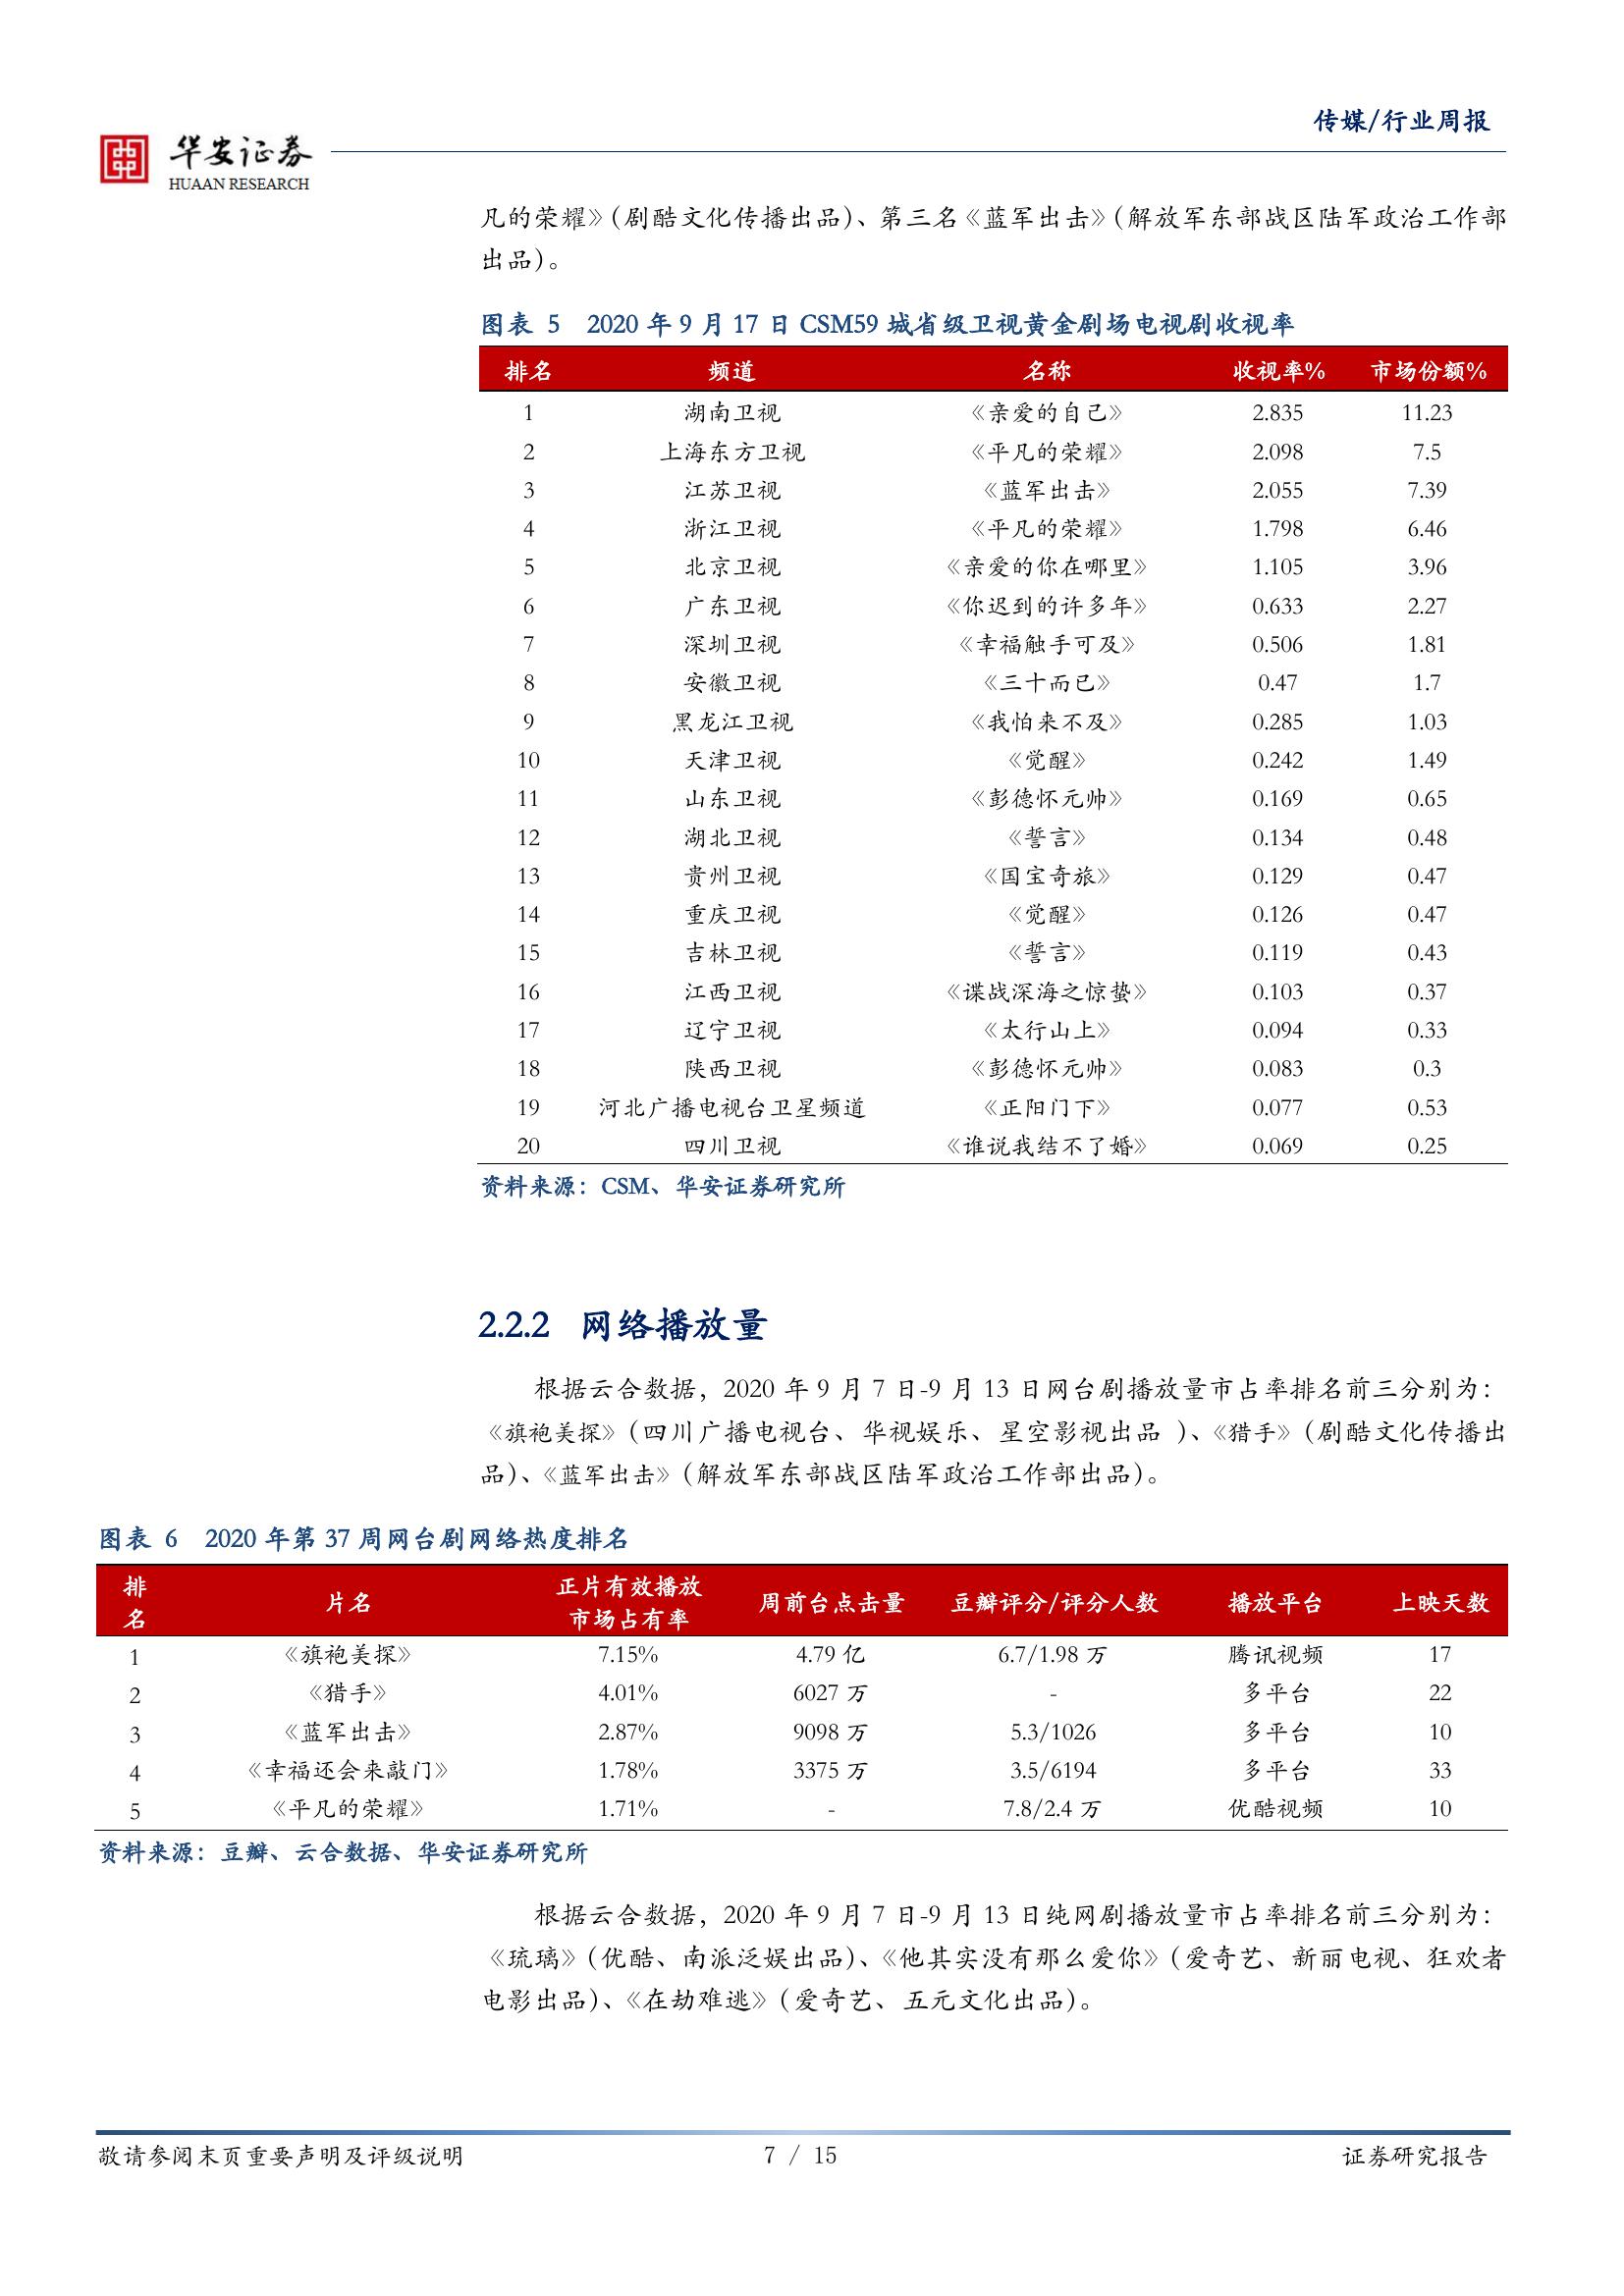 传媒/行业周报
华安证券
HUAAN RESEARCH
凡的荣耀》（剧酷文化传播出品）、第三名《蓝军出击》（解放军东部战区陆军政治工作部
出品）。
图表 5 2020 年 9 月 17 日 CSM59 城省级卫视黄金剧场电视剧收视率
排名 频道 名称 收视率% 市场份额%
1 湖南卫视 《亲爱的自己》 2.835 11.23
2 上海东方卫视 《平凡的荣耀》 2.098 7.5
3 江苏卫视 《蓝军出击》 2.055 7.39
4 浙江卫视 《平凡的荣耀》 1.798 6.46
5 北京卫视 《亲爱的你在哪里》 1.105 3.96
6 广东卫视 《你迟到的许多年》 0.633 2.27
7 深圳卫视 《幸福触手可及》 0.506 1.81
8 安徽卫视 《三十而已》 0.47 1.7
9 黑龙江卫视 《我怕来不及》 0.285 1.03
10 天津卫视 《觉醒》 0.242 1.49
11 山东卫视 《彭德怀元帅》 0.169 0.65
12 湖北卫视 《誓言》 0.134 0.48
13 贵州卫视 《国宝奇旅》 0.129 0.47
14 重庆卫视 《觉醒》 0.126 0.47
15 吉林卫视 《誓言》 0.119 0.43
16 江西卫视 《谍战深海之惊蛰》 0.103 0.37
17 辽宁卫视 《太行山上》 0.094 0.33
18 陕西卫视 《彭德怀元帅》 0.083 0.3
19 河北广播电视台卫星频道 《正阳门下》 0.077 0.53
20 四川卫视 《谁说我结不了婚》 0.069 0.25
资料来源：CSM、华安证券研究所
2.2.2 网络播放量
根据云合数据，2020 年 9 月 7 日-9 月 13 日网台剧播放量市占率排名前三分别为：
《旗袍美探》（四川广播电视台、华视娱乐、星空影视出品 ）、《猎手》（剧酷文化传播出
品）、《蓝军出击》（解放军东部战区陆军政治工作部出品）。
图表 6 2020 年第 37 周网台剧网络热度排名
排名 片名 正片有效播放市场占有率 周前台点击量 豆瓣评分/评分人数 播放平台 上映天数
1 《旗袍美探》 7.15% 4.79 亿 6.7/1.98 万 腾讯视频 17
2 《猎手》 4.01% 6027 万 - 多平台 22
3 《蓝军出击》 2.87% 9098 万 5.3/1026 多平台 10
4 《幸福还会来敲门》 1.78% 3375 万 3.5/6194 多平台 33
5 《平凡的荣耀》 1.71% - 7.8/2.4 万 优酷视频 10
资料来源：豆瓣、云合数据、华安证券研究所
根据云合数据，2020 年 9 月 7 日-9 月 13 日纯网剧播放量市占率排名前三分别为：
《琉璃》（优酷、南派泛娱出品）、《他其实没有那么爱你》（爱奇艺、新丽电视、狂欢者
电影出品）、《在劫难逃》（爱奇艺、五元文化出品）。
敬请参阅末页重要声明及评级说明 7 / 15 证券研究报告